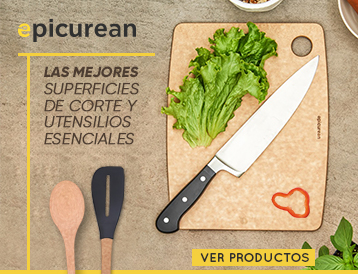 epicurean
LAS MEJORES
SUPERFICIES
DE CORTE Y
UTENSILIOS
ESENCIALES
VER PRODUCTOS